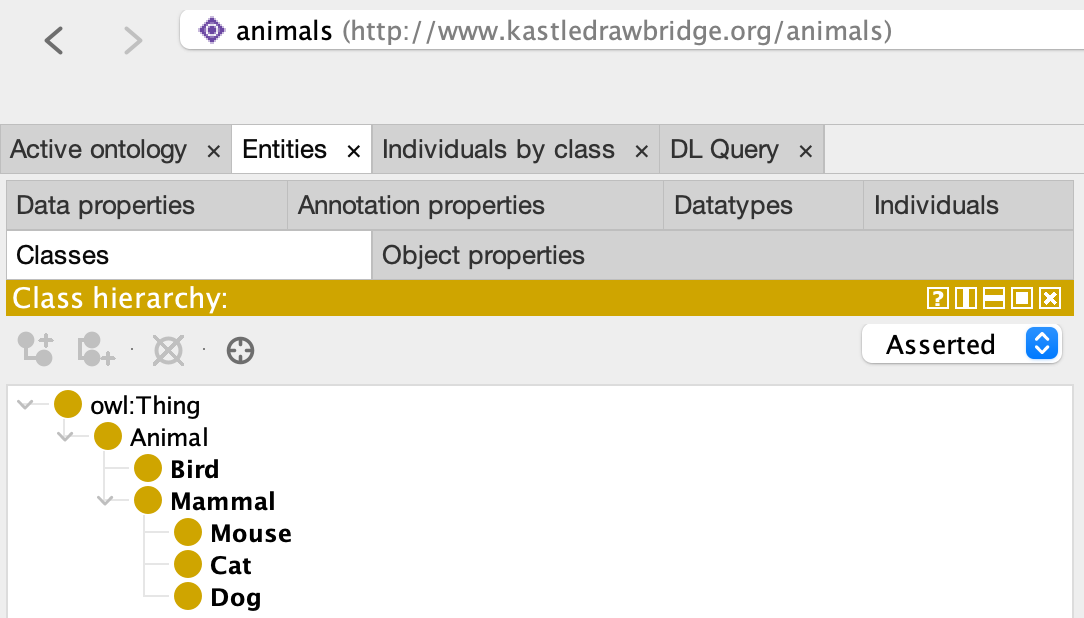 animals (http://www.kastledrawbridge.org/animals)
Active ontology × Entities × Individuals by class × DL Query ×
Data properties Annotation properties Datatypes Individuals
Classes Object properties
Class hierarchy:
Asserted
owl:Thing
Animal
Bird
Mammal
Mouse
Cat
Dog